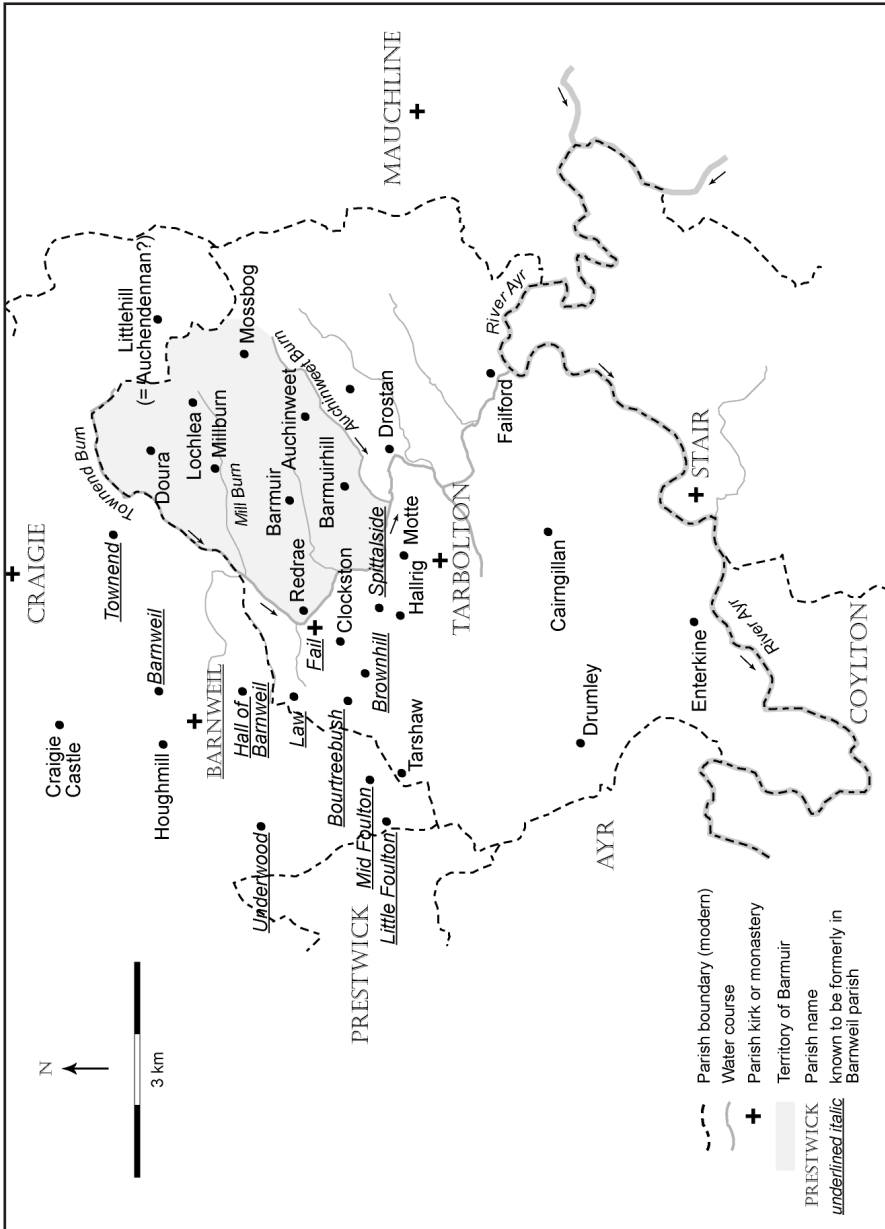 CRAIGIE
Craigie
Castle
Townend
Townend Burn
Littlehill
(= Auchendennan?)
Houghmill
Barnweil
Doura
BARNWEIL
Lochlea
Millburn
Mill Burn
Mossbog
MAUCHLINE
Hall of
Barnweil
Underwood
Law
Redrae
Barmuir
Auchinweet
Auchinweet Burn
Fail
Clockston
Barmuirhill
Bourtreebush
Brownhill
Spittalside
Drostan
PRESTWICK
Mid Foulton
Little Foulton
Tarshaw
Hallrig
Motte
TARBOLTON
Failford
River Ayr
Cairngillan
Drumley
AYR
Enterkine
STAIR
River Ayr
COYLTON
N
3 km
Parish boundary (modern)
Water course
Parish kirk or monastery
Territory of Barmuir
PRESTWICK Parish name
underlined italic known to be formerly in
Barnweil parish